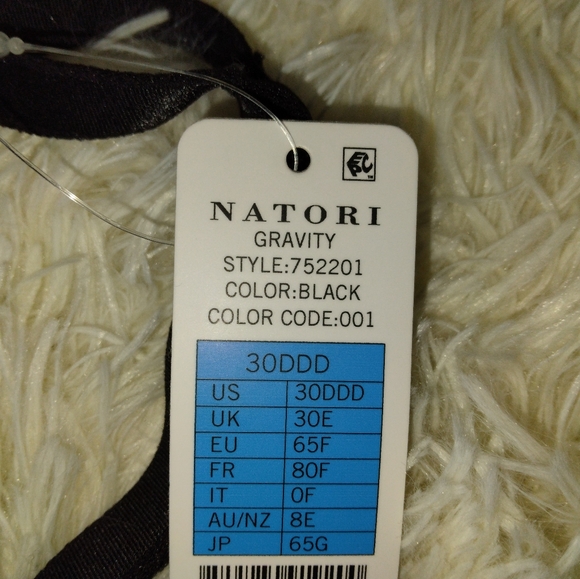 EPC
NATORI
GRAVITY
STYLE:752201
COLOR:BLACK
COLOR CODE:001
30DDD
US 30DDD
UK 30E
EU 65F
FR 80F
IT 0F
AU/NZ 8E
JP 65G